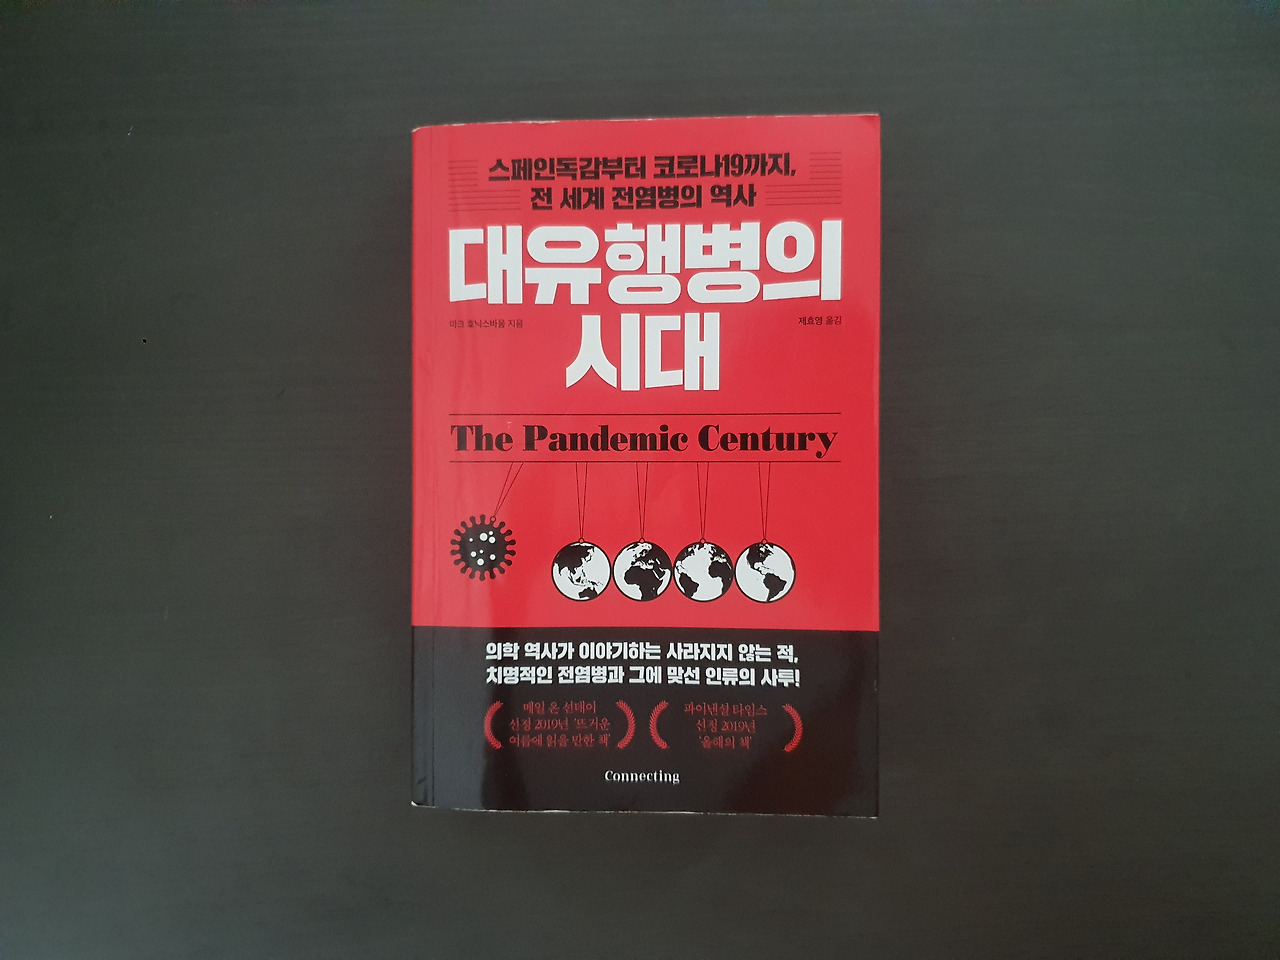 스페인독감부터 코로나19까지,
전 세계 전염병의 역사
대유행병의
마크 호닉스바움 지음
제효영 옮김
시대
The Pandemic Century
의학 역사가 이야기하는 사라지지 않는 적,
치명적인 전염병과 그에 맞선 인류의 사투!
메일 온 선데이
선정 2019년 '뜨거운
여름에 읽을 만한 책'
파이낸셜 타임스
선정 2019년
'올해의 책'
Connecting